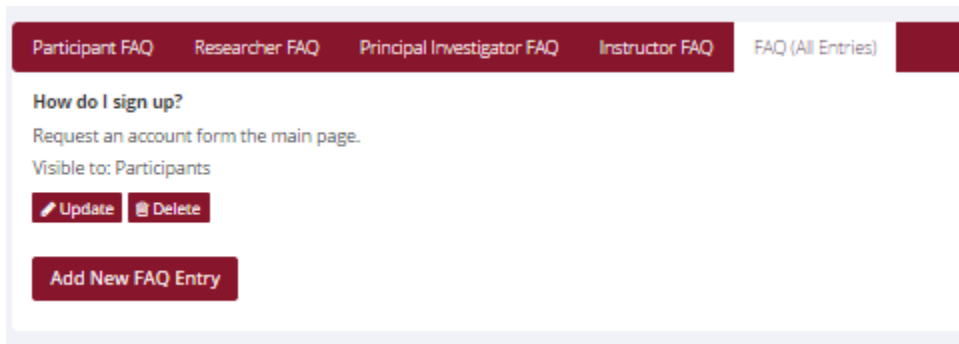 Participant FAQ Researcher FAQ Principal Investigator FAQ Instructor FAQ FAQ (All Entries)
How do I sign up?
Request an account form the main page.
Visible to: Participants
Update Delete
Add New FAQ Entry